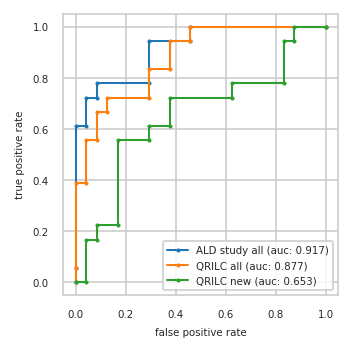 1.0
0.8
0.6
0.4
0.2
0.0
true positive rate
ALD study all (auc: 0.917)
QRILC all (auc: 0.877)
QRILC new (auc: 0.653)
0.0 0.2 0.4 0.6 0.8 1.0
false positive rate